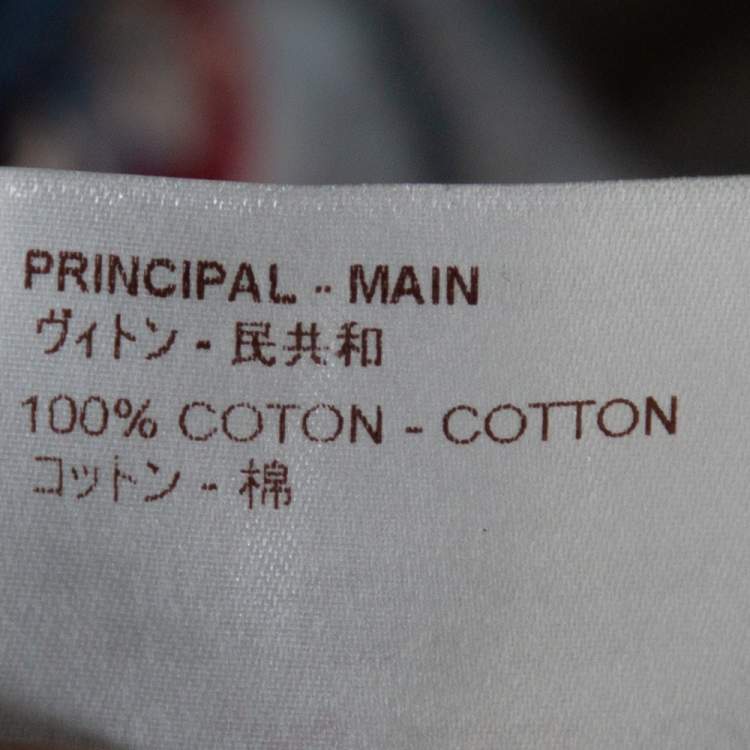 PRINCIPAL - MAIN
ヴィトン - 民共和
100% COTON - COTTON
コットン - 棉